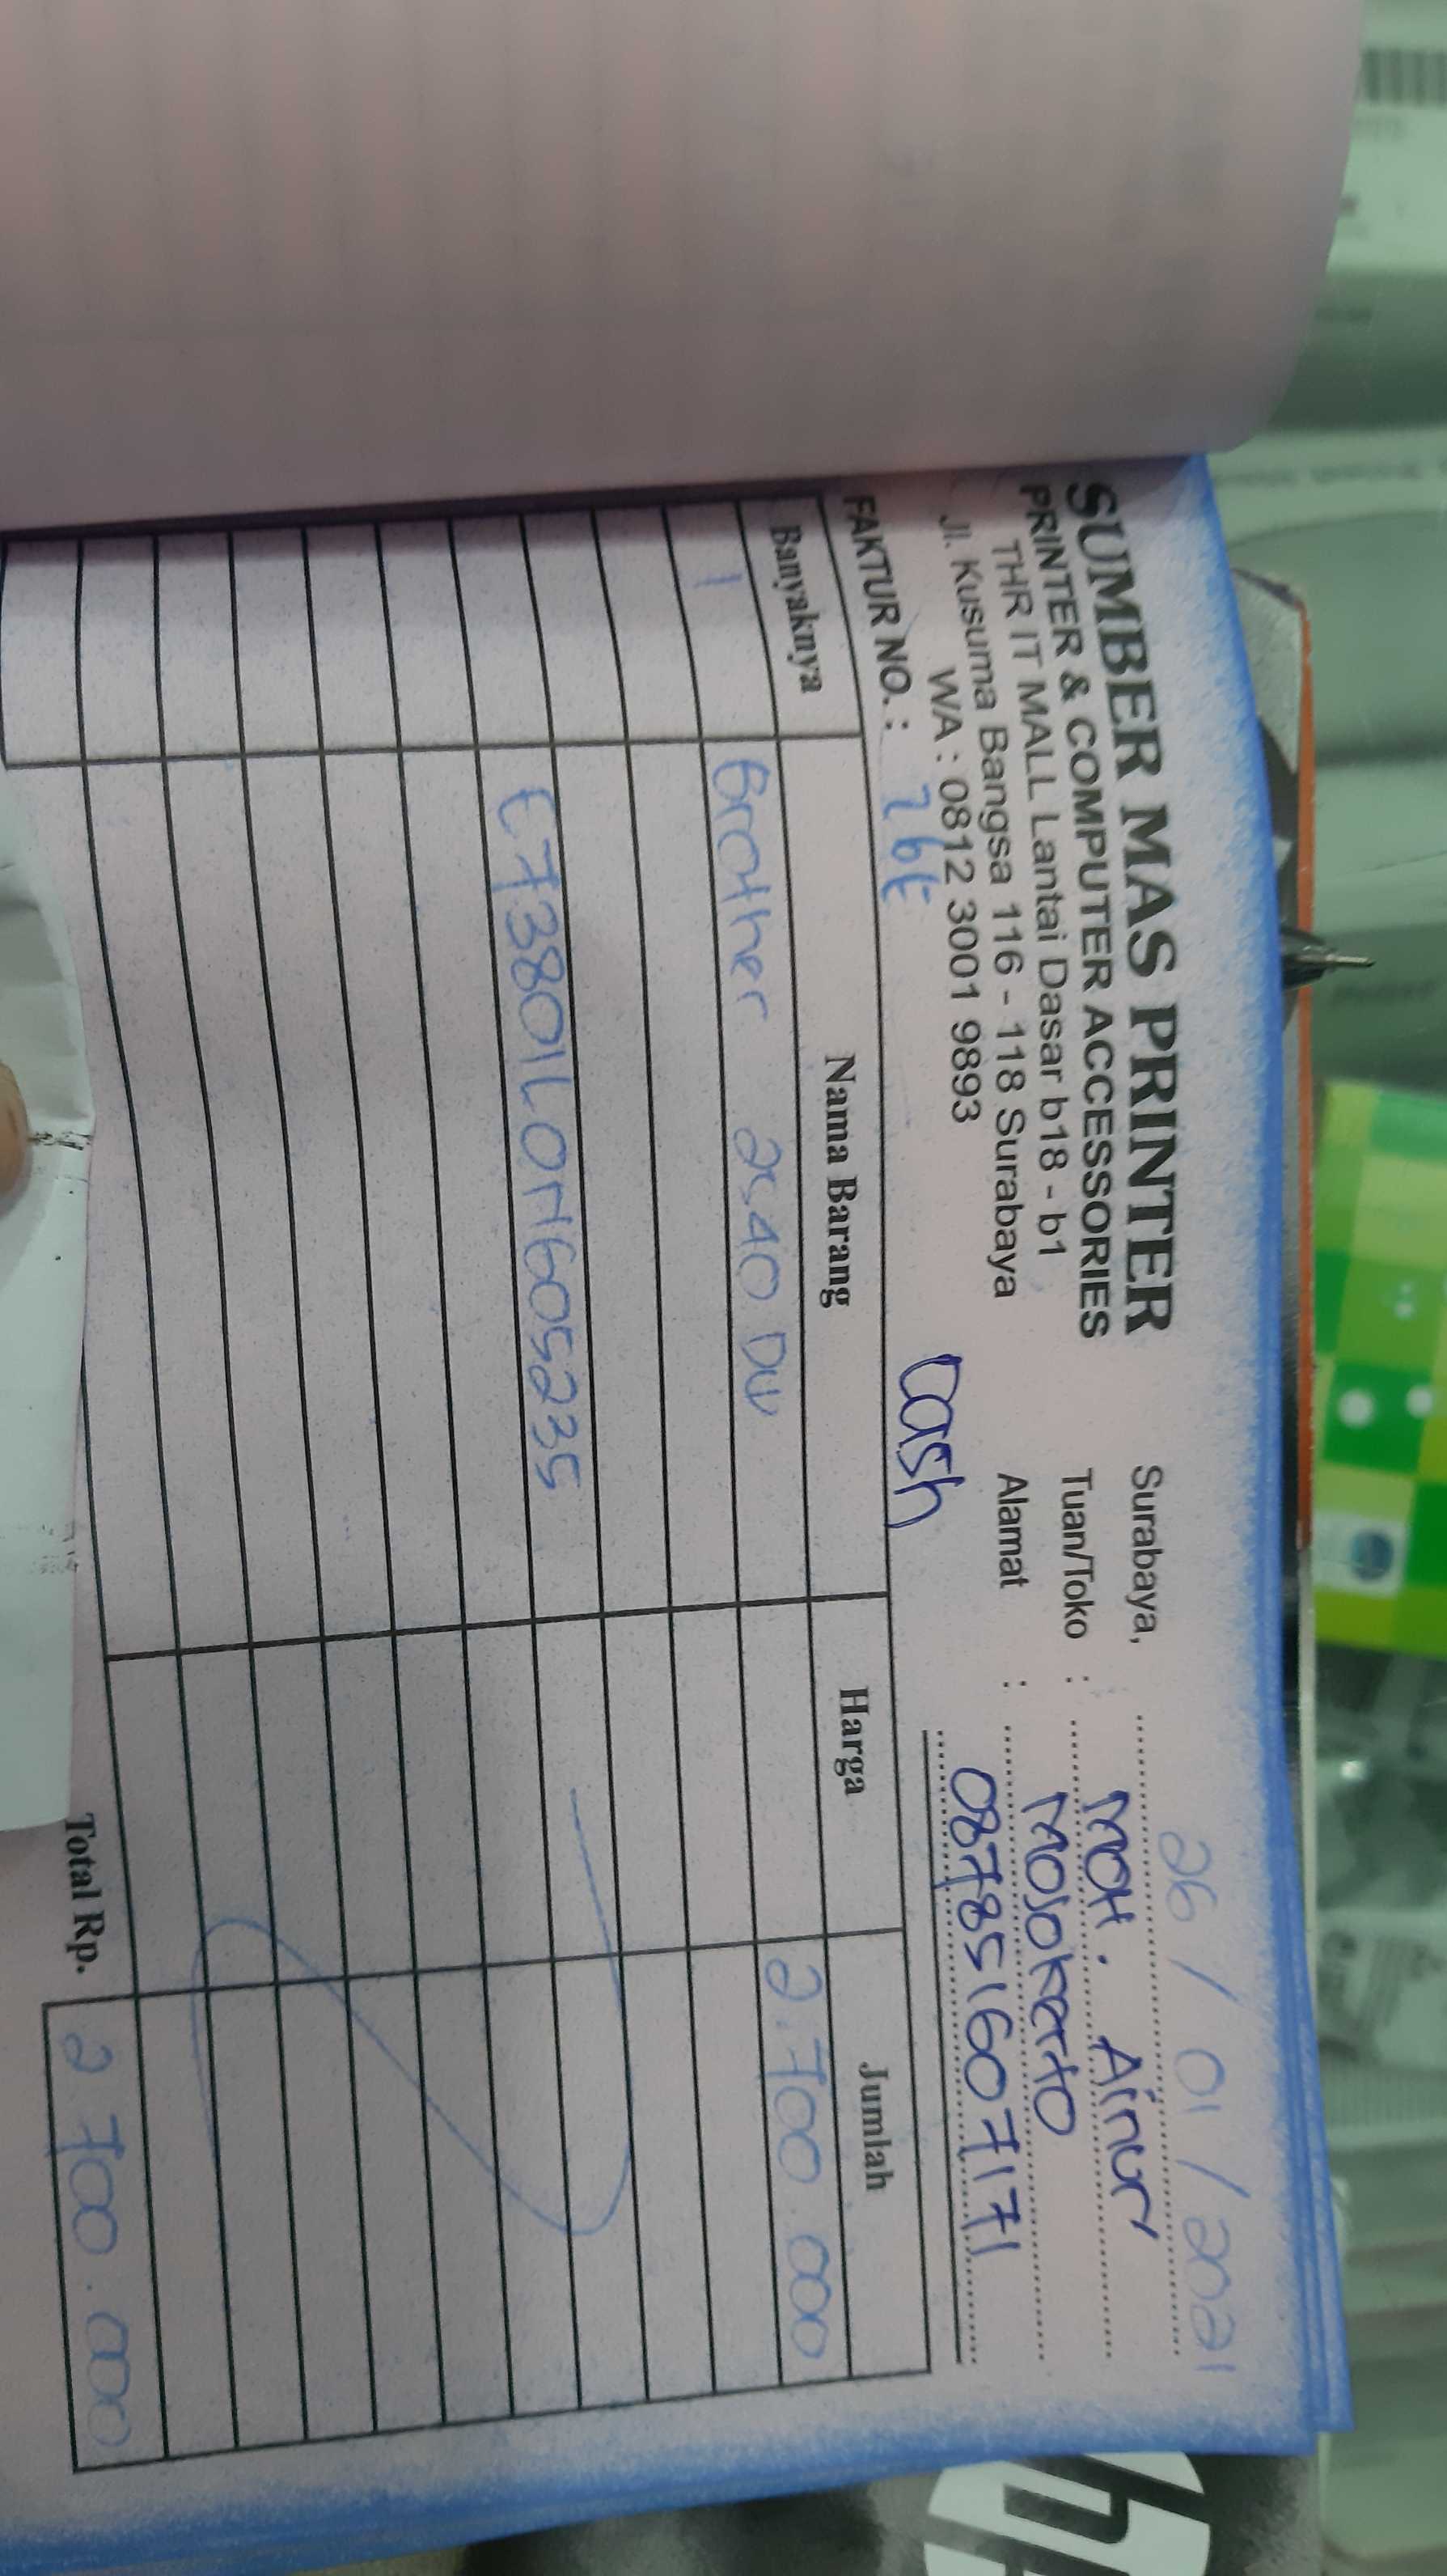 SUMBER MAS PRINTER
PRINTER & COMPUTER ACCESSORIES
THR IT MALL Lantai Dasar b18 - b1
Jl. Kusuma Bangsa 116 - 118 Surabaya
WA : 0812 3001 9893
Surabaya, 26 / 01 / 2021
Tuan/Toko : MOH. Ainur
Alamat : Mojokerto
087851607171
FAKTUR NO. :
Cash
Banyaknya Nama Barang Harga Jumlah
1 Brother 2540 DW 2.700.000
E73801L0N605235
Total Rp. 2.700.000
hp